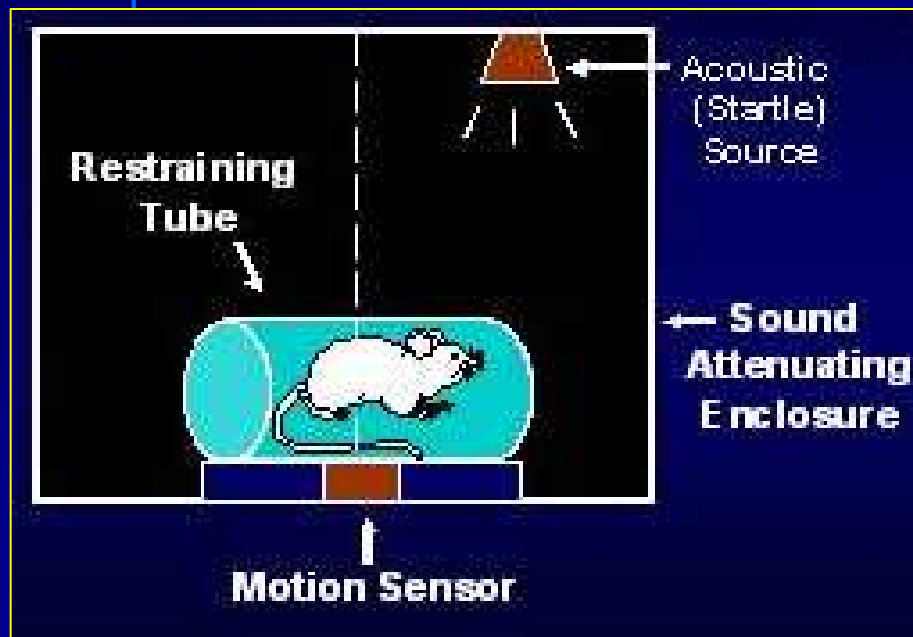 Acoustic
(Startle)
Source
Restraining
Tube
Sound
Attenuating
Enclosure
Motion Sensor